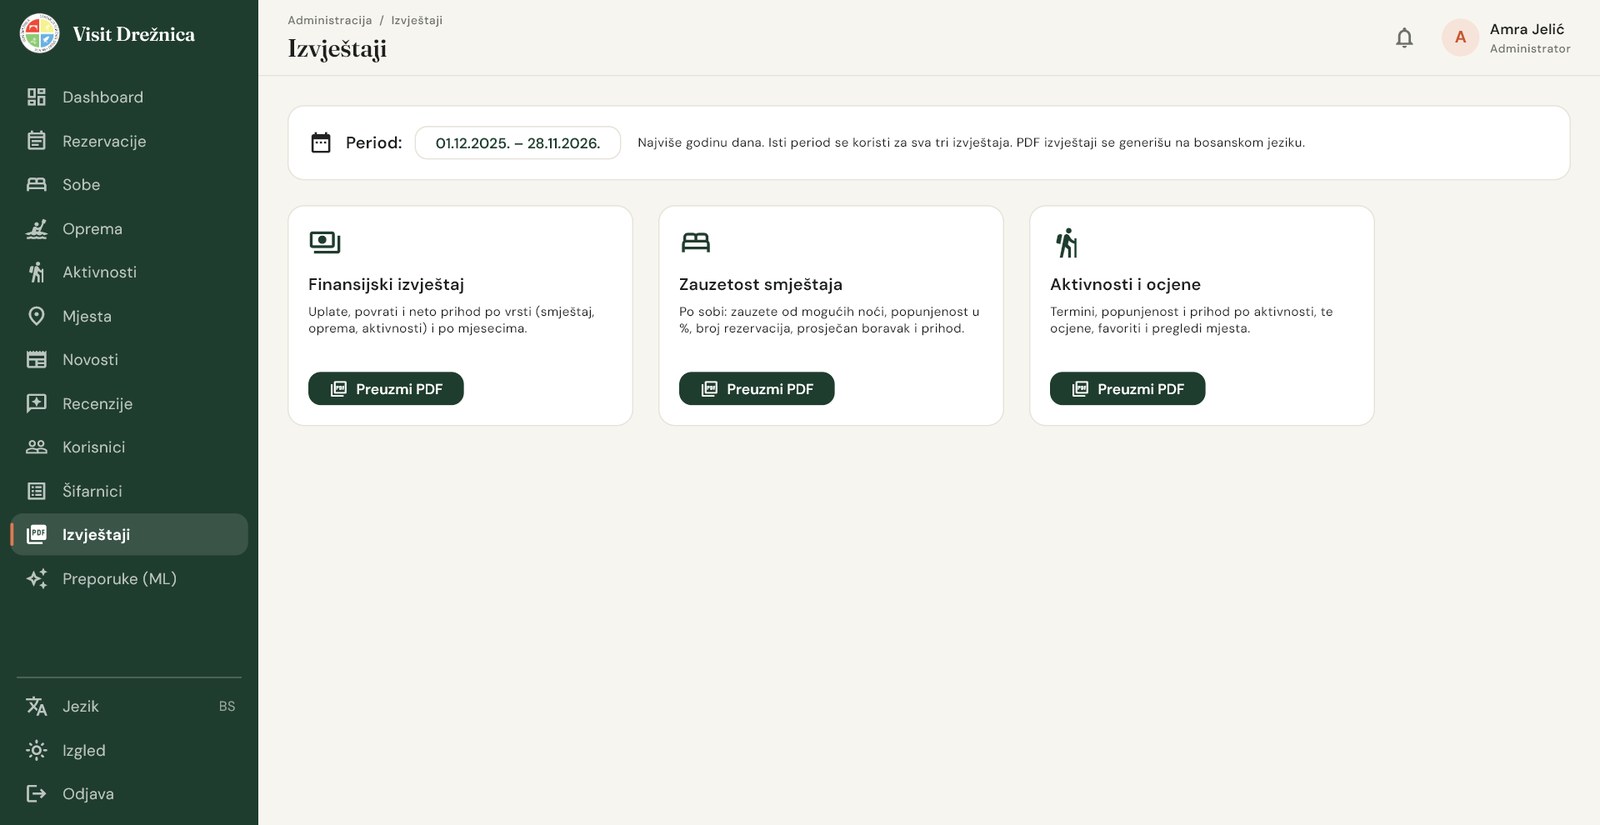 Visit Drežnica
Dashboard
Rezervacije
Sobe
Oprema
Aktivnosti
Mjesta
Novosti
Recenzije
Korisnici
Šifarnici
Izvještaji
Preporuke (ML)
Jezik BS
Izgled
Odjava
Administracija / Izvještaji
Izvještaji
A
Amra Jelić
Administrator
Period: 01.12.2025. – 28.11.2026. Najviše godinu dana. Isti period se koristi za sva tri izvještaja. PDF izvještaji se generišu na bosanskom jeziku.
Finansijski izvještaj
Uplate, povrati i neto prihod po vrsti (smještaj,
oprema, aktivnosti) i po mjesecima.
Preuzmi PDF
Zauzetost smještaja
Po sobi: zauzete od mogućih noći, popunjenost u
%, broj rezervacija, prosječan boravak i prihod.
Preuzmi PDF
Aktivnosti i ocjene
Termini, popunjenost i prihod po aktivnosti, te
ocjene, favoriti i pregledi mjesta.
Preuzmi PDF